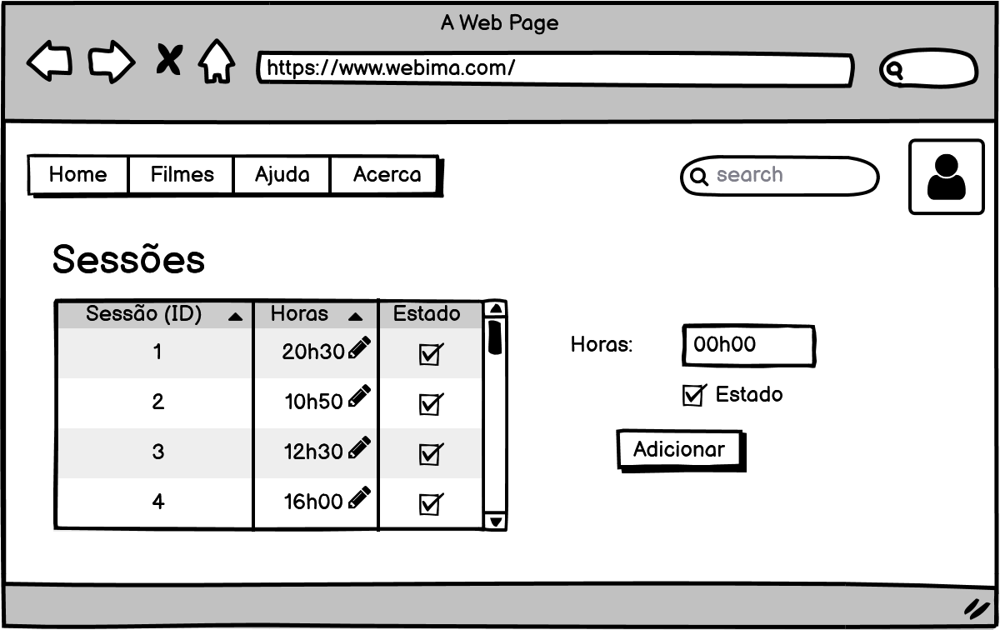 A Web Page
https://www.webima.com/
Home Filmes Ajuda Acerca
search
Sessões
Sessão (ID) Horas Estado
1 20h30
2 10h50
3 12h30
4 16h00
Horas: 00h00
Estado
Adicionar